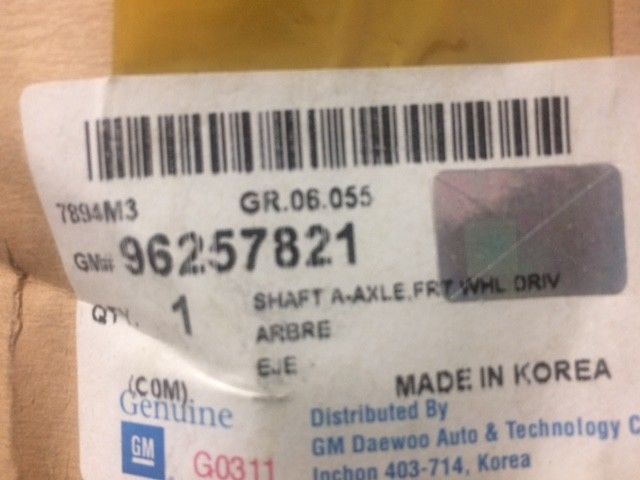 7894M3 GR.06.055
GM# 96257821
QTY. 1 SHAFT A-AXLE.FRT WHL DRIV
ARBRE
EJE
(COM) MADE IN KOREA
Genuine Distributed By
GM GM Daewoo Auto & Technology C
G0311 Inchon 403-714, Korea